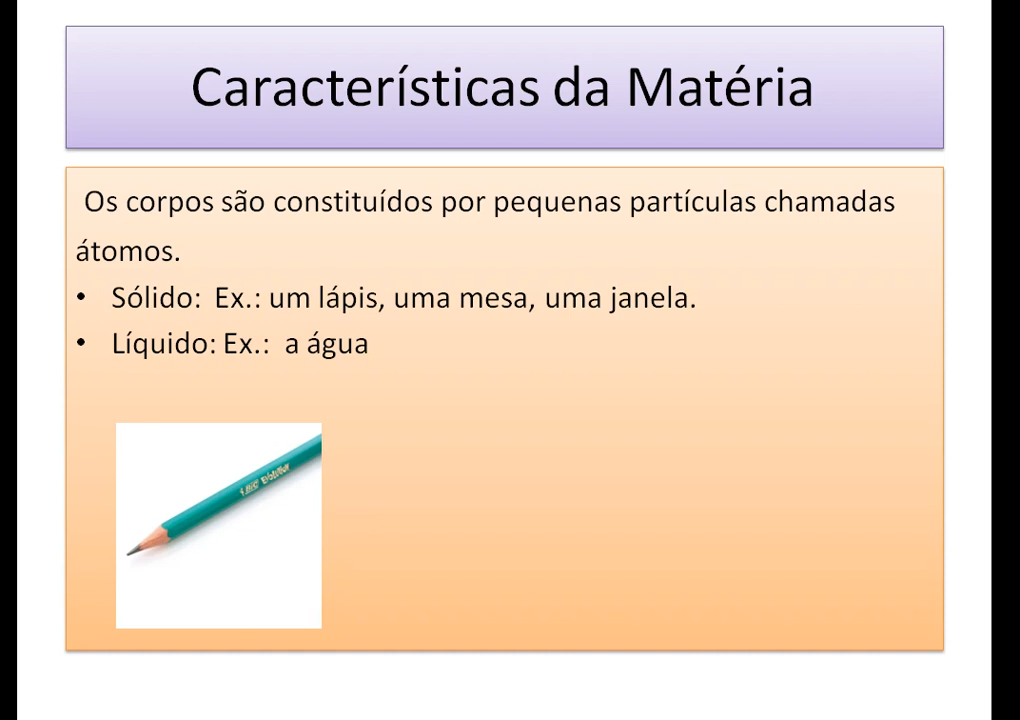 Características da Matéria
Os corpos são constituídos por pequenas partículas chamadas
átomos.
• Sólido: Ex.: um lápis, uma mesa, uma janela.
• Líquido: Ex.: a água